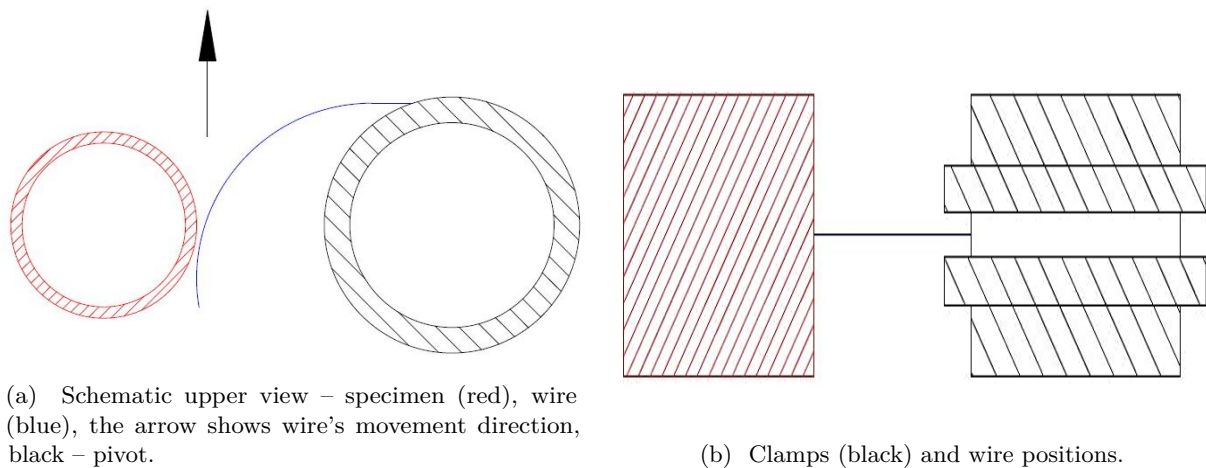 (a) Schematic upper view – specimen (red), wire
(blue), the arrow shows wire's movement direction,
black – pivot.
(b) Clamps (black) and wire positions.